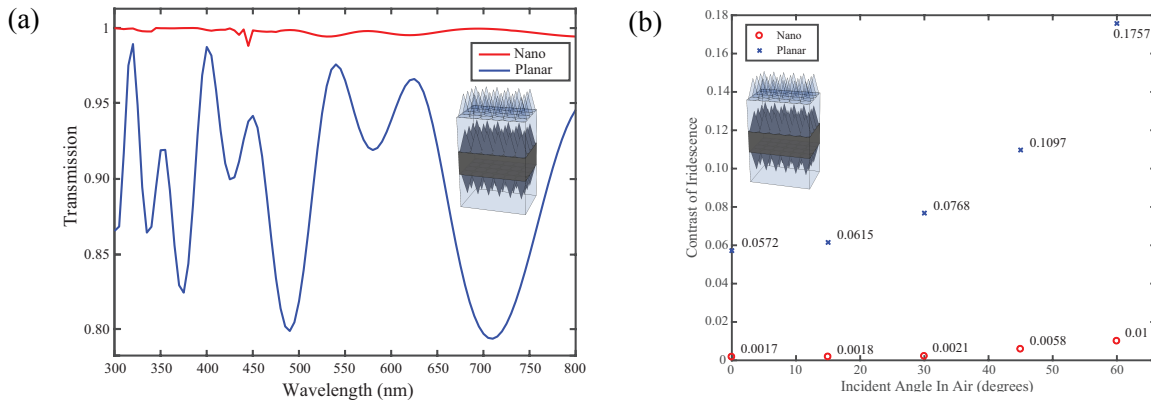 (a)
1
0.95
0.90
0.85
0.80
Transmission
300 350 400 450 500 550 600 650 700 750 800
Wavelength (nm)
Nano
Planar
(b)
0.18
0.16
0.14
0.12
0.10
0.08
0.06
0.04
0.02
0
Contrast of Iridescence
0 10 20 30 40 50 60
Incident Angle In Air (degrees)
Nano
Planar
0.1757
0.1097
0.0768
0.0615
0.0572
0.0017
0.0018
0.0021
0.0058
0.01